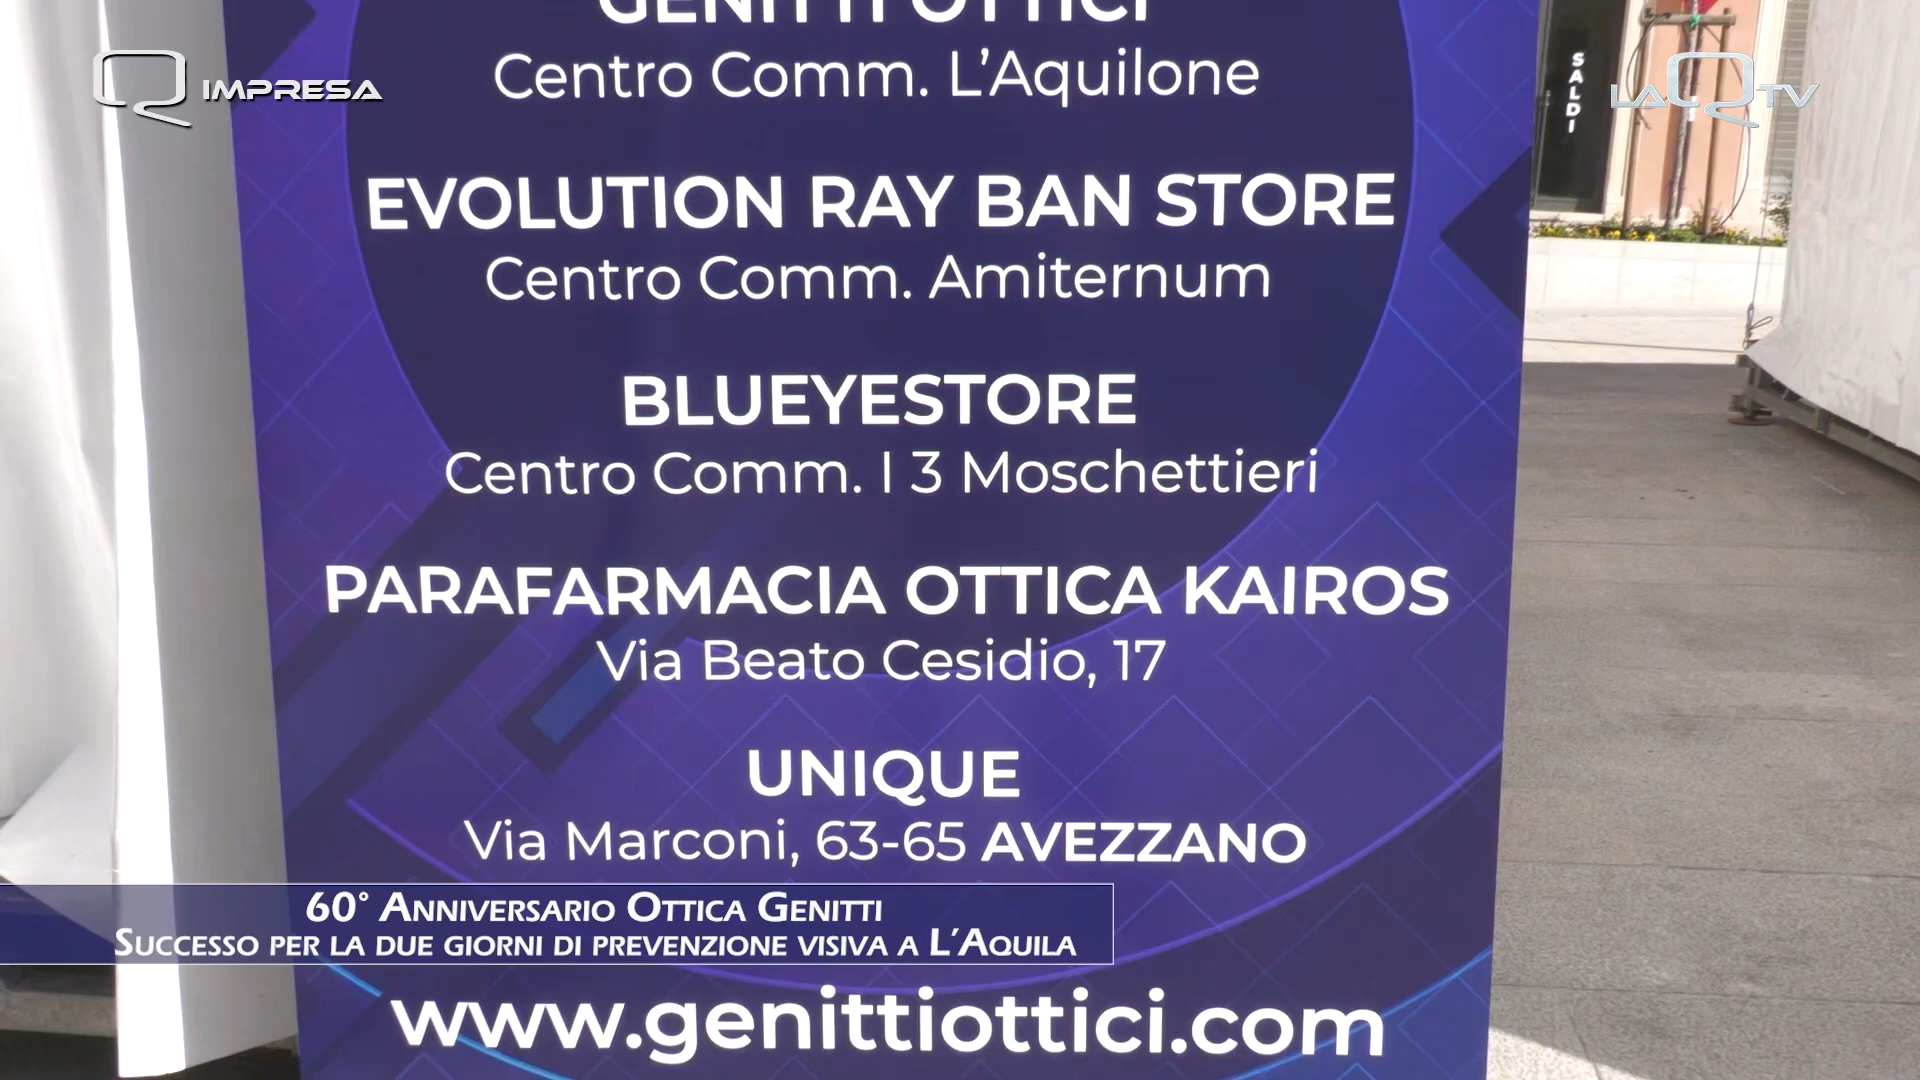 GENITTI OTTICI
Centro Comm. L'Aquilone
EVOLUTION RAY BAN STORE
Centro Comm. Amiternum
BLUEYESTORE
Centro Comm. I 3 Moschettieri
PARAFARMACIA OTTICA KAIROS
Via Beato Cesidio, 17
UNIQUE
Via Marconi, 63-65 AVEZZANO
www.genittiottici.com
Q IMPRESA
LAQTV
SALDI
60° Anniversario Ottica Genitti
Successo per la due giorni di prevenzione visiva a L'Aquila